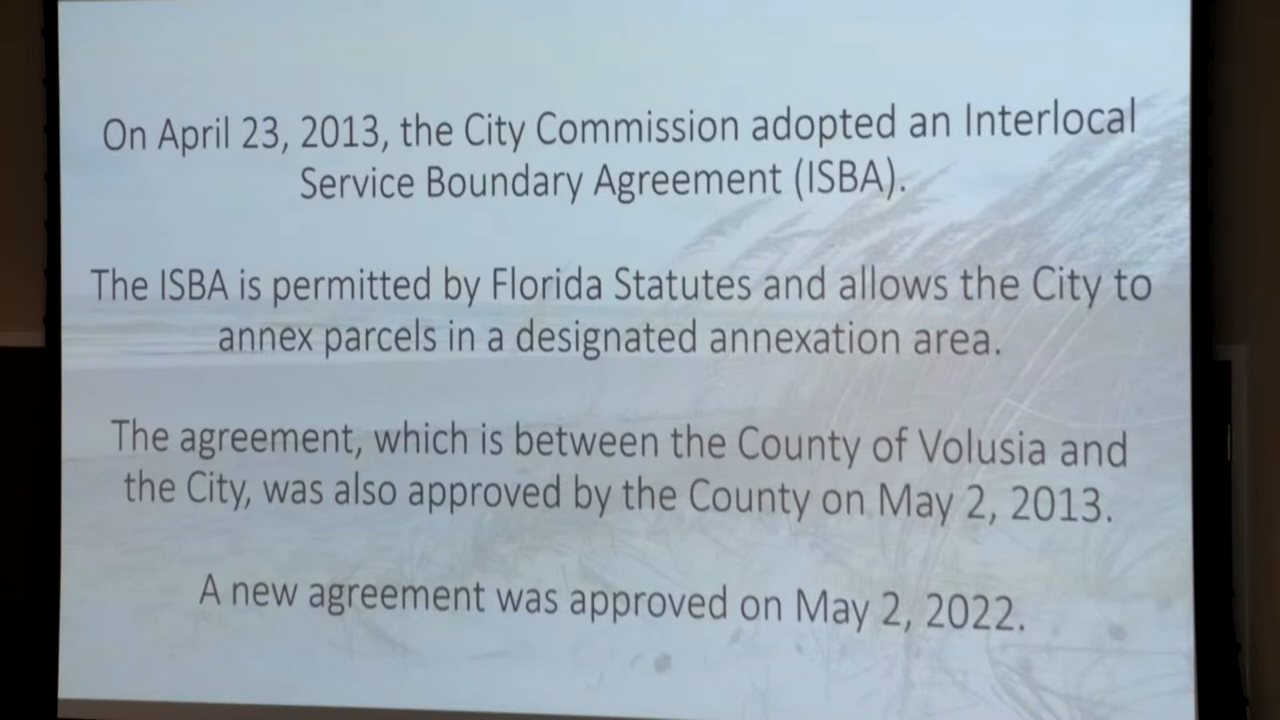 On April 23, 2013, the City Commission adopted an Interlocal
Service Boundary Agreement (ISBA).
The ISBA is permitted by Florida Statutes and allows the City to
annex parcels in a designated annexation area.
The agreement, which is between the County of Volusia and
the City, was also approved by the County on May 2, 2013.
A new agreement was approved on May 2, 2022.